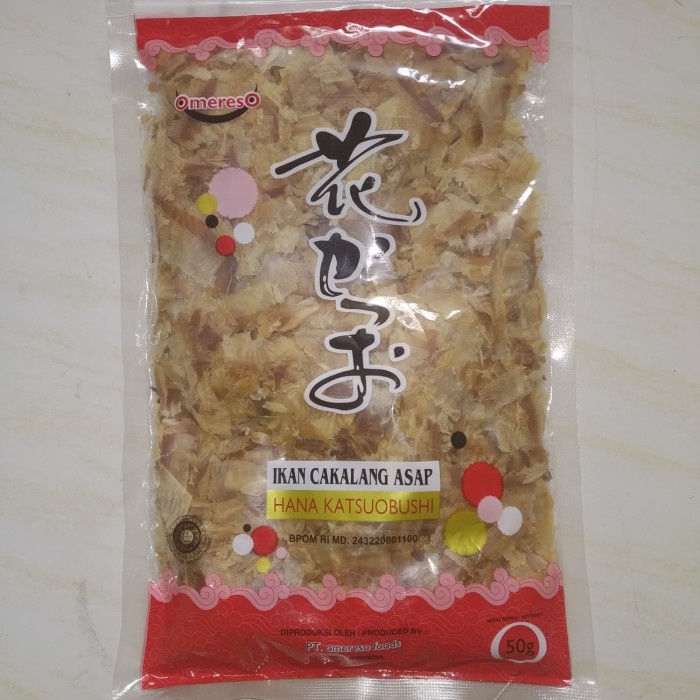 OmeresO
花かつお
IKAN CAKALANG ASAP
HANA KATSUOBUSHI
BPOM RI MD. 243220001100
DIPRODUKSI OLEH / PRODUCED BY
PT. omereso foods
50g